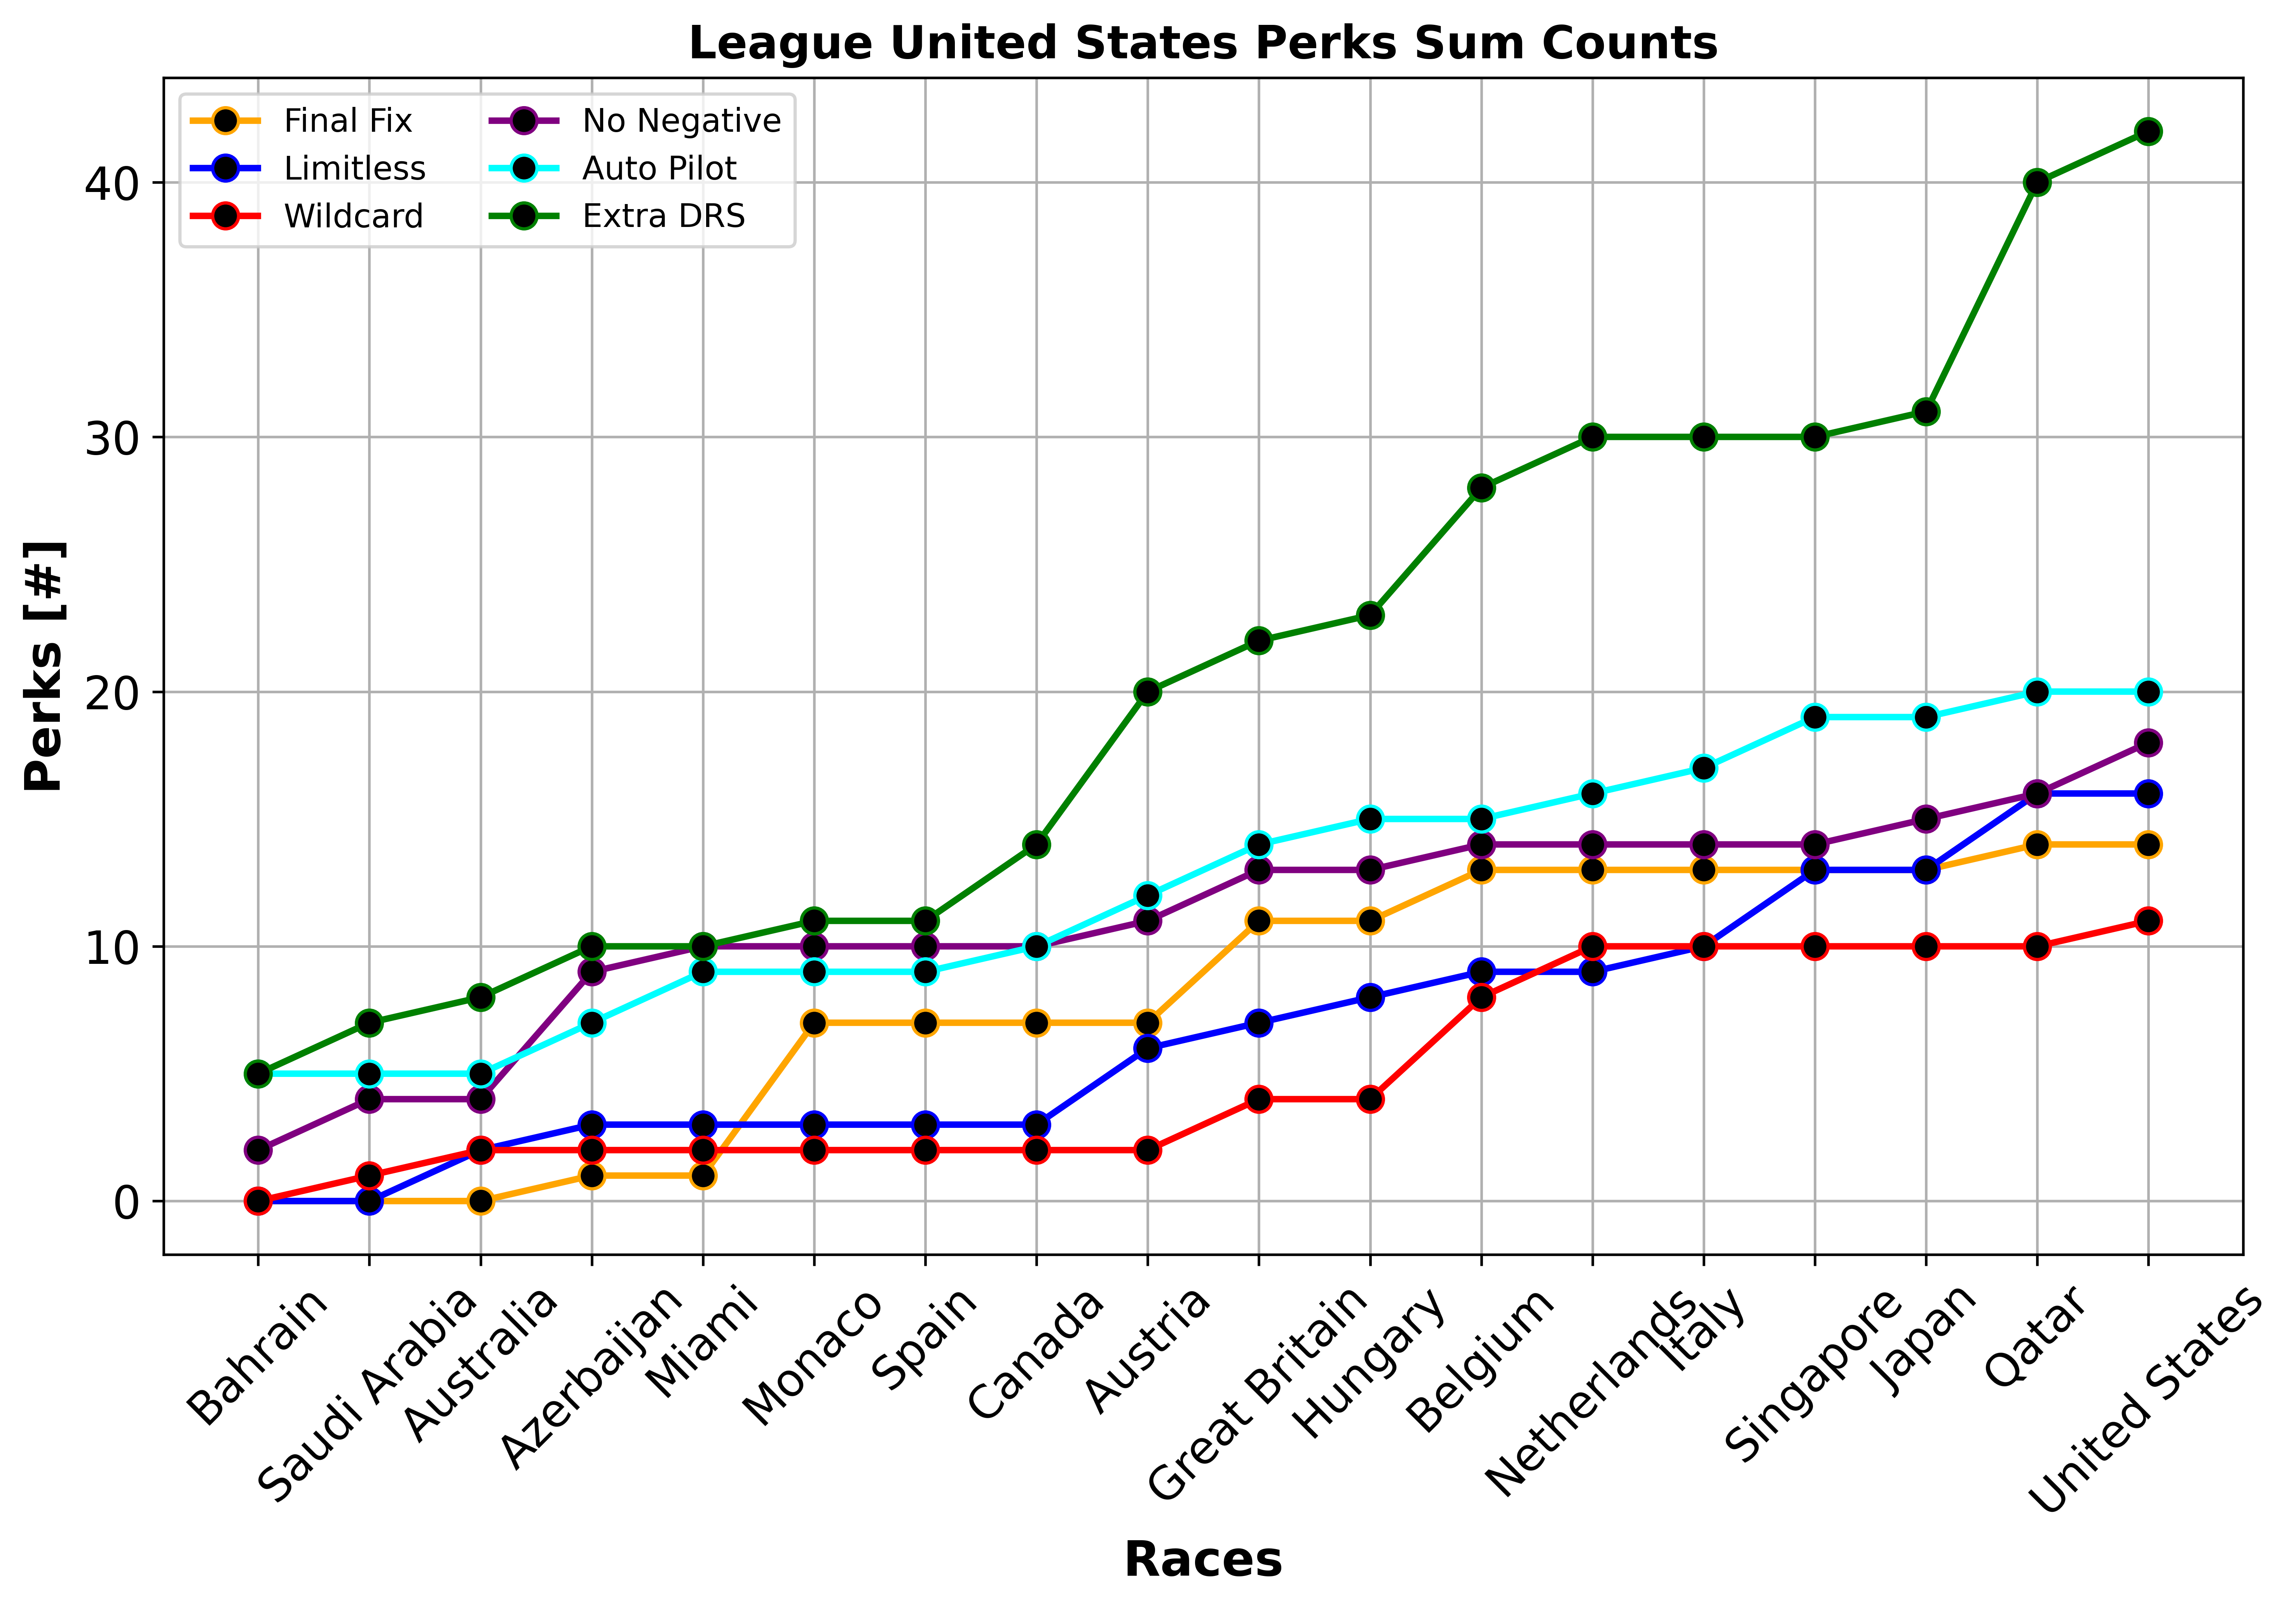 League United States Perks Sum Counts
Final Fix
Limitless
Wildcard
No Negative
Auto Pilot
Extra DRS
Perks [#]
40
30
20
10
0
Bahrain
Saudi Arabia
Australia
Azerbaijan
Miami
Monaco
Spain
Canada
Austria
Great Britain
Hungary
Belgium
Netherlands
Italy
Singapore
Japan
Qatar
United States
Races